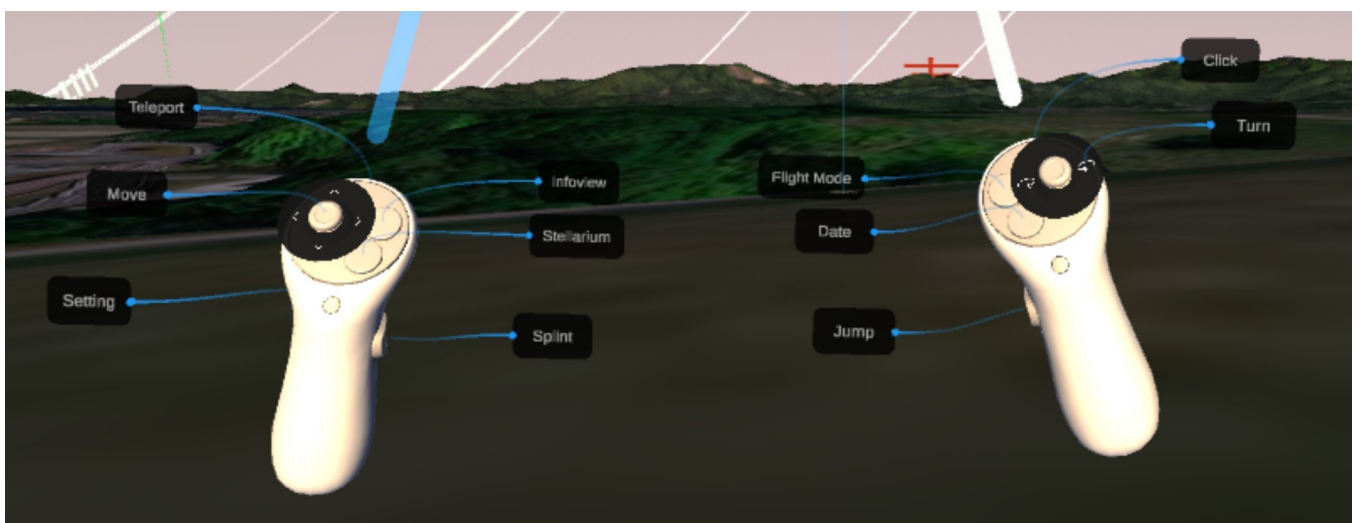 Teleport
Move
Setting
Infoview
Stellarium
Splint
Flight Mode
Date
Jump
Click
Turn